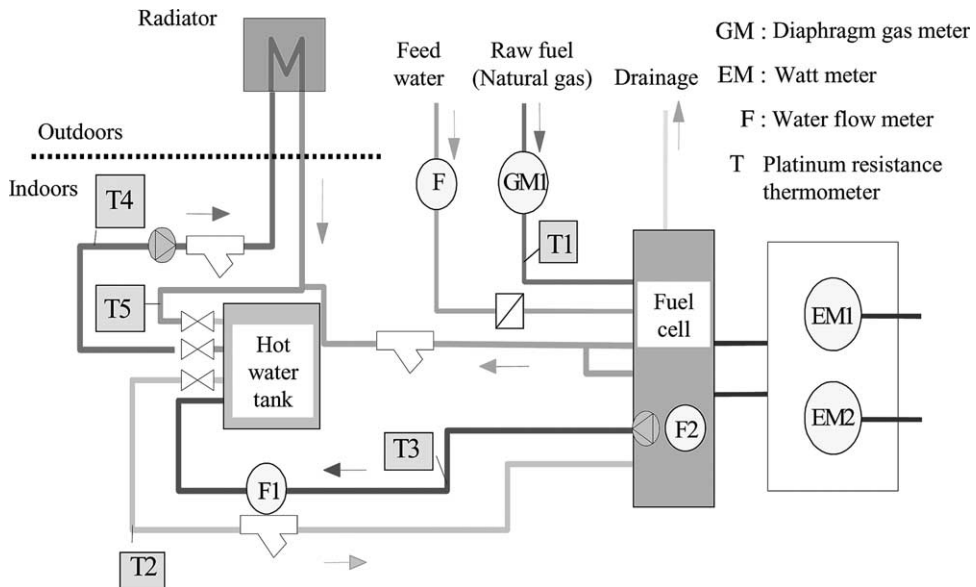 Radiator
Feed
water
Raw fuel
(Natural gas)
Drainage
GM : Diaphragm gas meter
EM : Watt meter
F : Water flow meter
T Platinum resistance
thermometer
Outdoors
Indoors
T4
F
GM1
T1
T5
Hot
water
tank
Fuel
cell
EM1
EM2
T3
F2
F1
T2